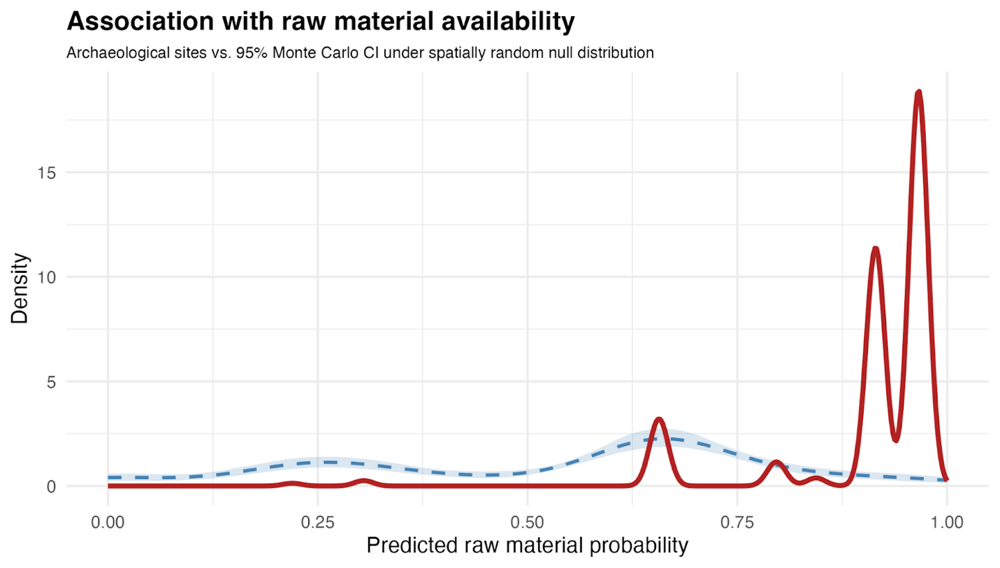 Association with raw material availability
Archaeological sites vs. 95% Monte Carlo CI under spatially random null distribution
Density
15
10
5
0
0.00 0.25 0.50 0.75 1.00
Predicted raw material probability